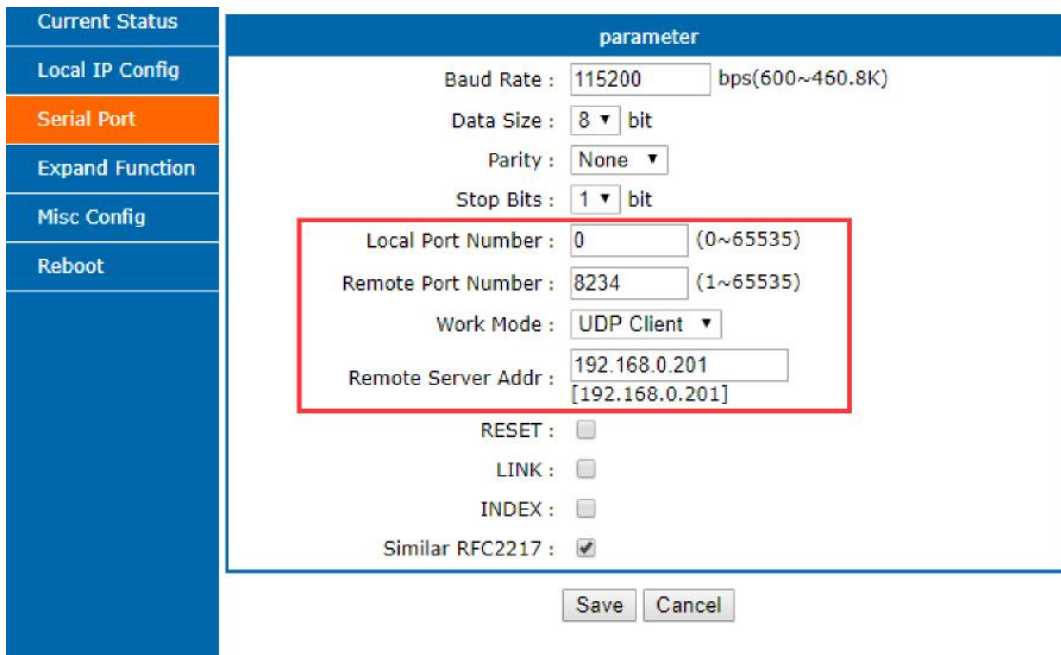 Current Status
Local IP Config
Serial Port
Expand Function
Misc Config
Reboot
parameter
Baud Rate : 115200 bps(600~460.8K)
Data Size : 8 bit
Parity : None
Stop Bits : 1 bit
Local Port Number : 0 (0~65535)
Remote Port Number : 8234 (1~65535)
Work Mode : UDP Client
Remote Server Addr : 192.168.0.201
[192.168.0.201]
RESET :
LINK :
INDEX :
Similar RFC2217 :
Save Cancel